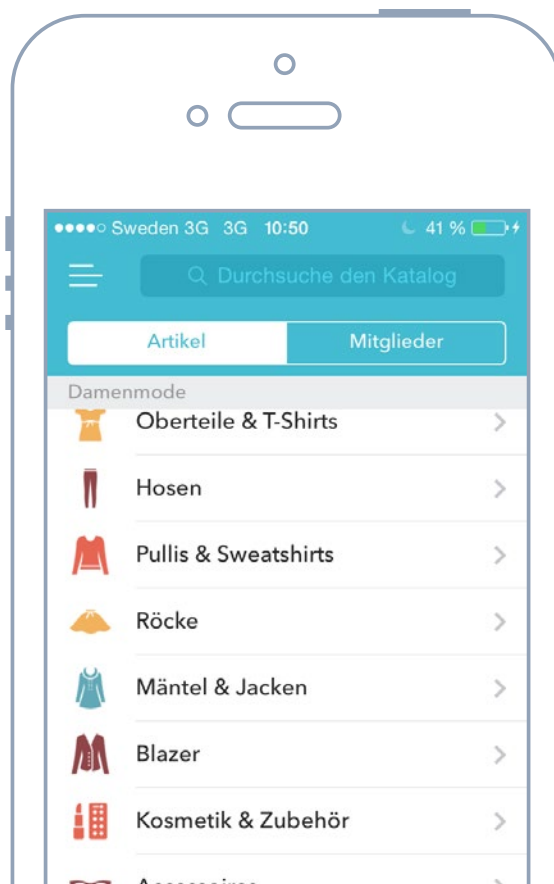 Sweden 3G 3G 10:50 41 %
Durchsuche den Katalog
Artikel Mitglieder
Damenmode
Oberteile & T-Shirts
Hosen
Pullis & Sweatshirts
Röcke
Mäntel & Jacken
Blazer
Kosmetik & Zubehör
Accessoires